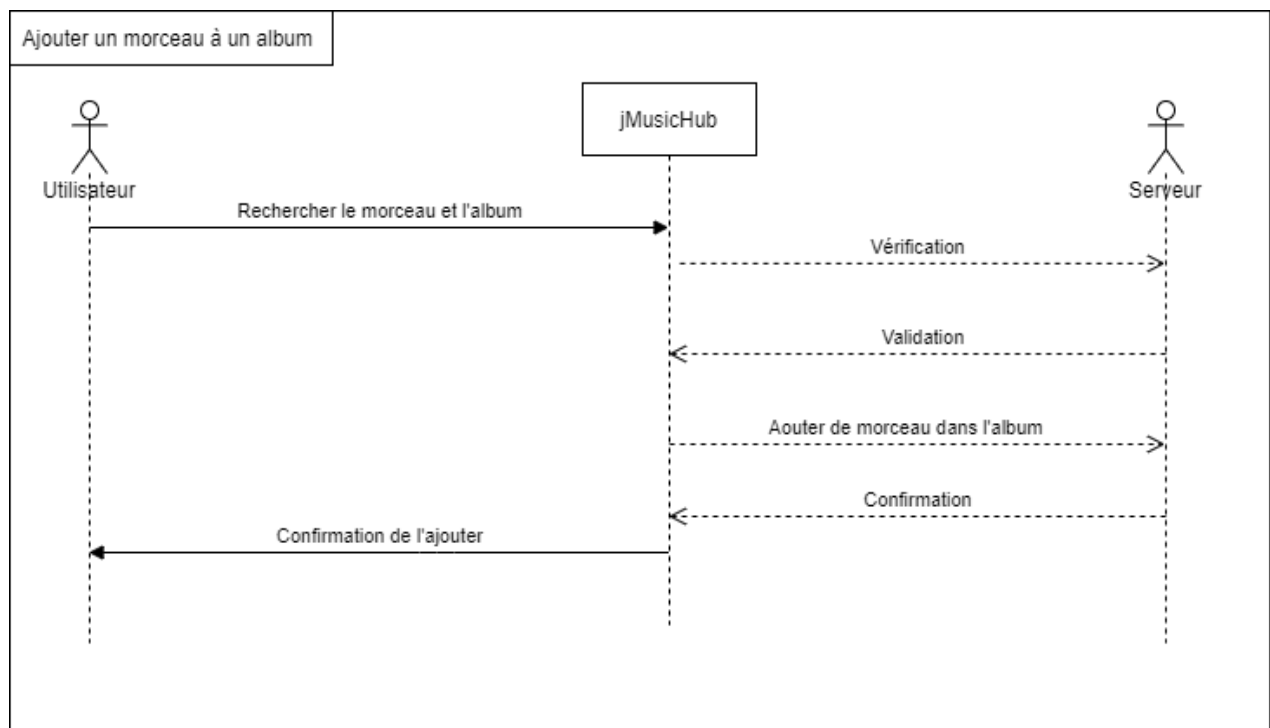 Ajouter un morceau à un album
jMusicHub
Utilisateur
Serveur
Rechercher le morceau et l'album
Vérification
Validation
Aouter de morceau dans l'album
Confirmation
Confirmation de l'ajouter